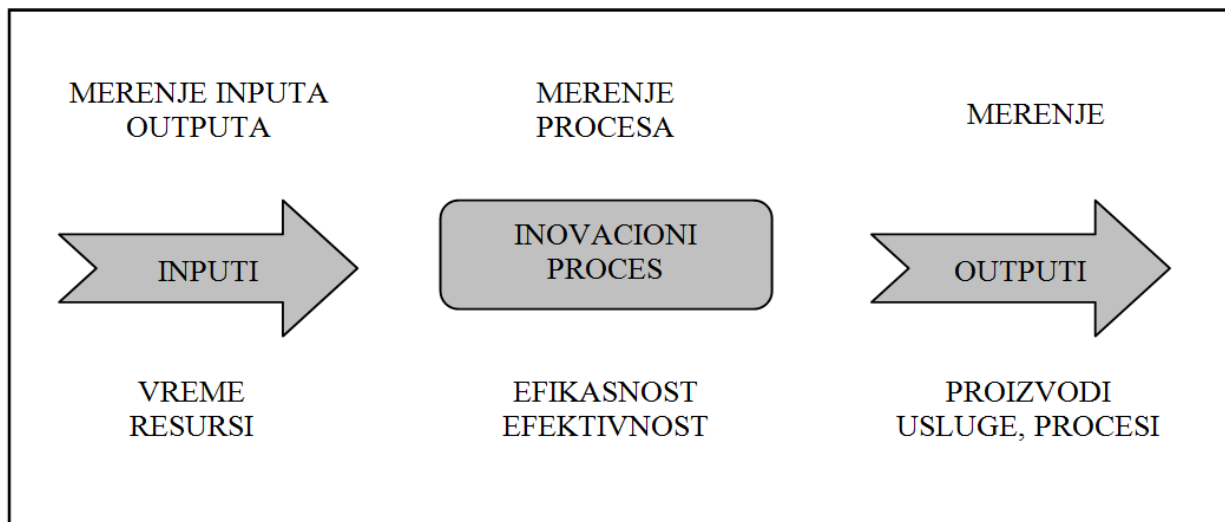 MERENJE INPUTA
OUTPUTA
MERENJE
PROCESA
MERENJE
INPUTI
INOVACIONI
PROCES
OUTPUTI
VREME
RESURSI
EFIKASNOST
EFEKTIVNOST
PROIZVODI
USLUGE, PROCESI